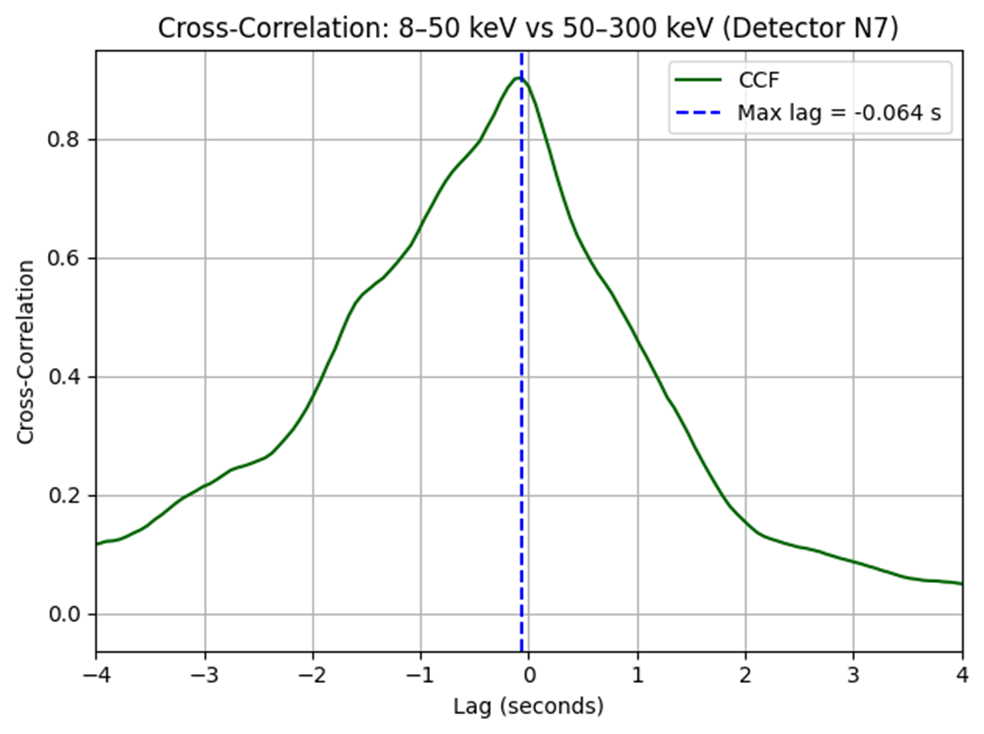 Cross-Correlation: 8–50 keV vs 50–300 keV (Detector N7)
CCF
Max lag = -0.064 s
Cross-Correlation
0.8
0.6
0.4
0.2
0.0
−4
−3
−2
−1
0
1
2
3
4
Lag (seconds)